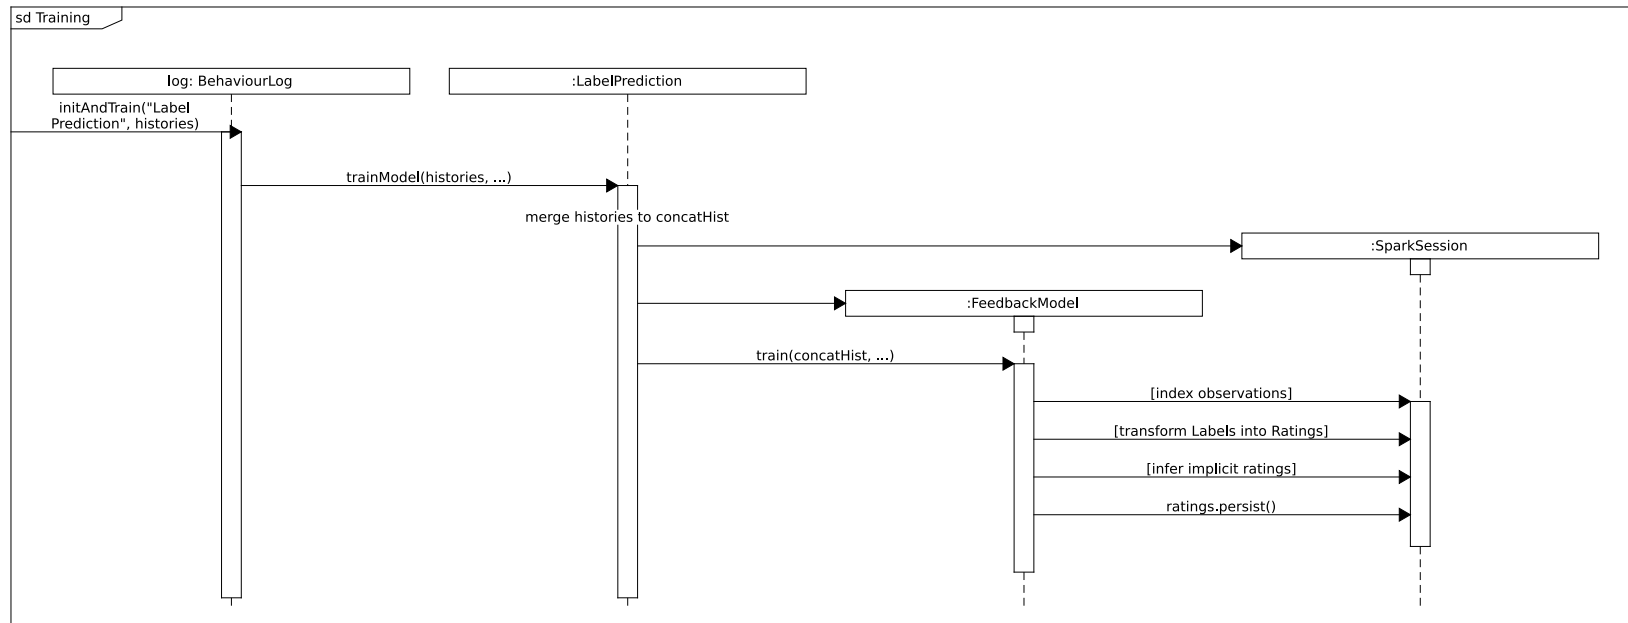 sd Training
log: BehaviourLog
:LabelPrediction
initAndTrain("Label
Prediction", histories)
trainModel(histories, ...)
merge histories to concatHist
:SparkSession
:FeedbackModel
train(concatHist, ...)
[index observations]
[transform Labels into Ratings]
[infer implicit ratings]
ratings.persist()